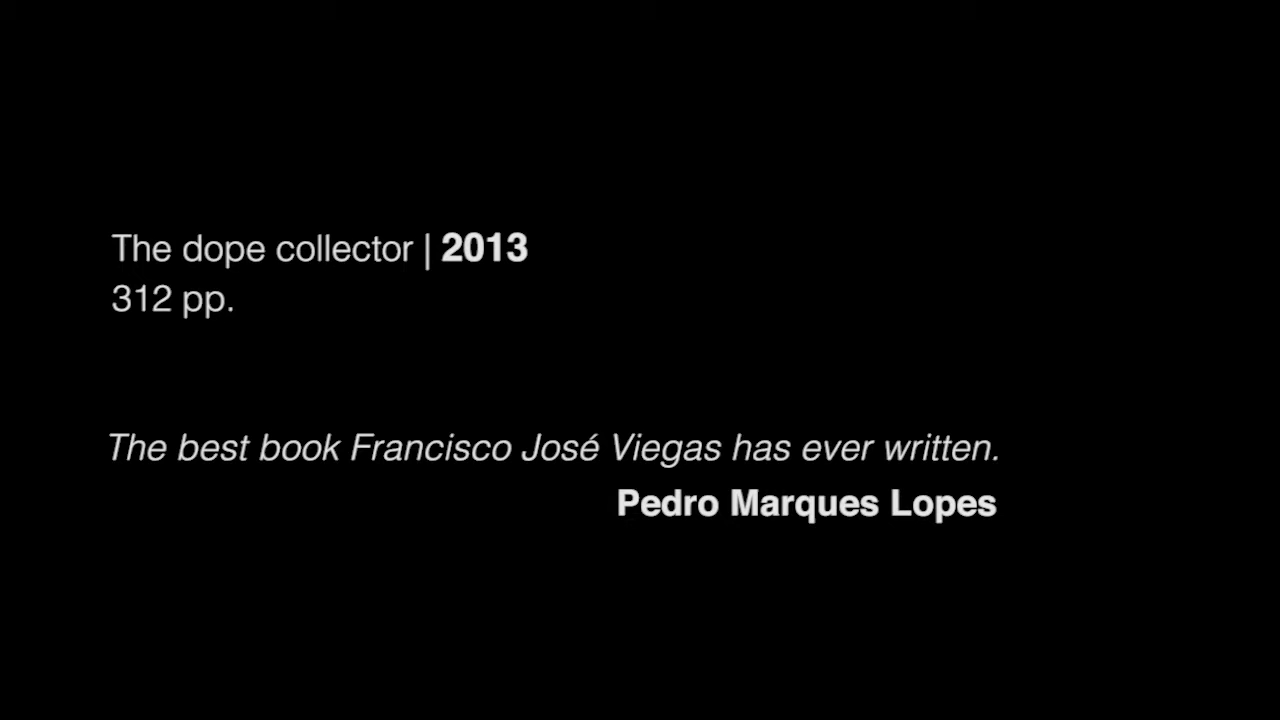 The dope collector | 2013
312 pp.
The best book Francisco José Viegas has ever written.
Pedro Marques Lopes